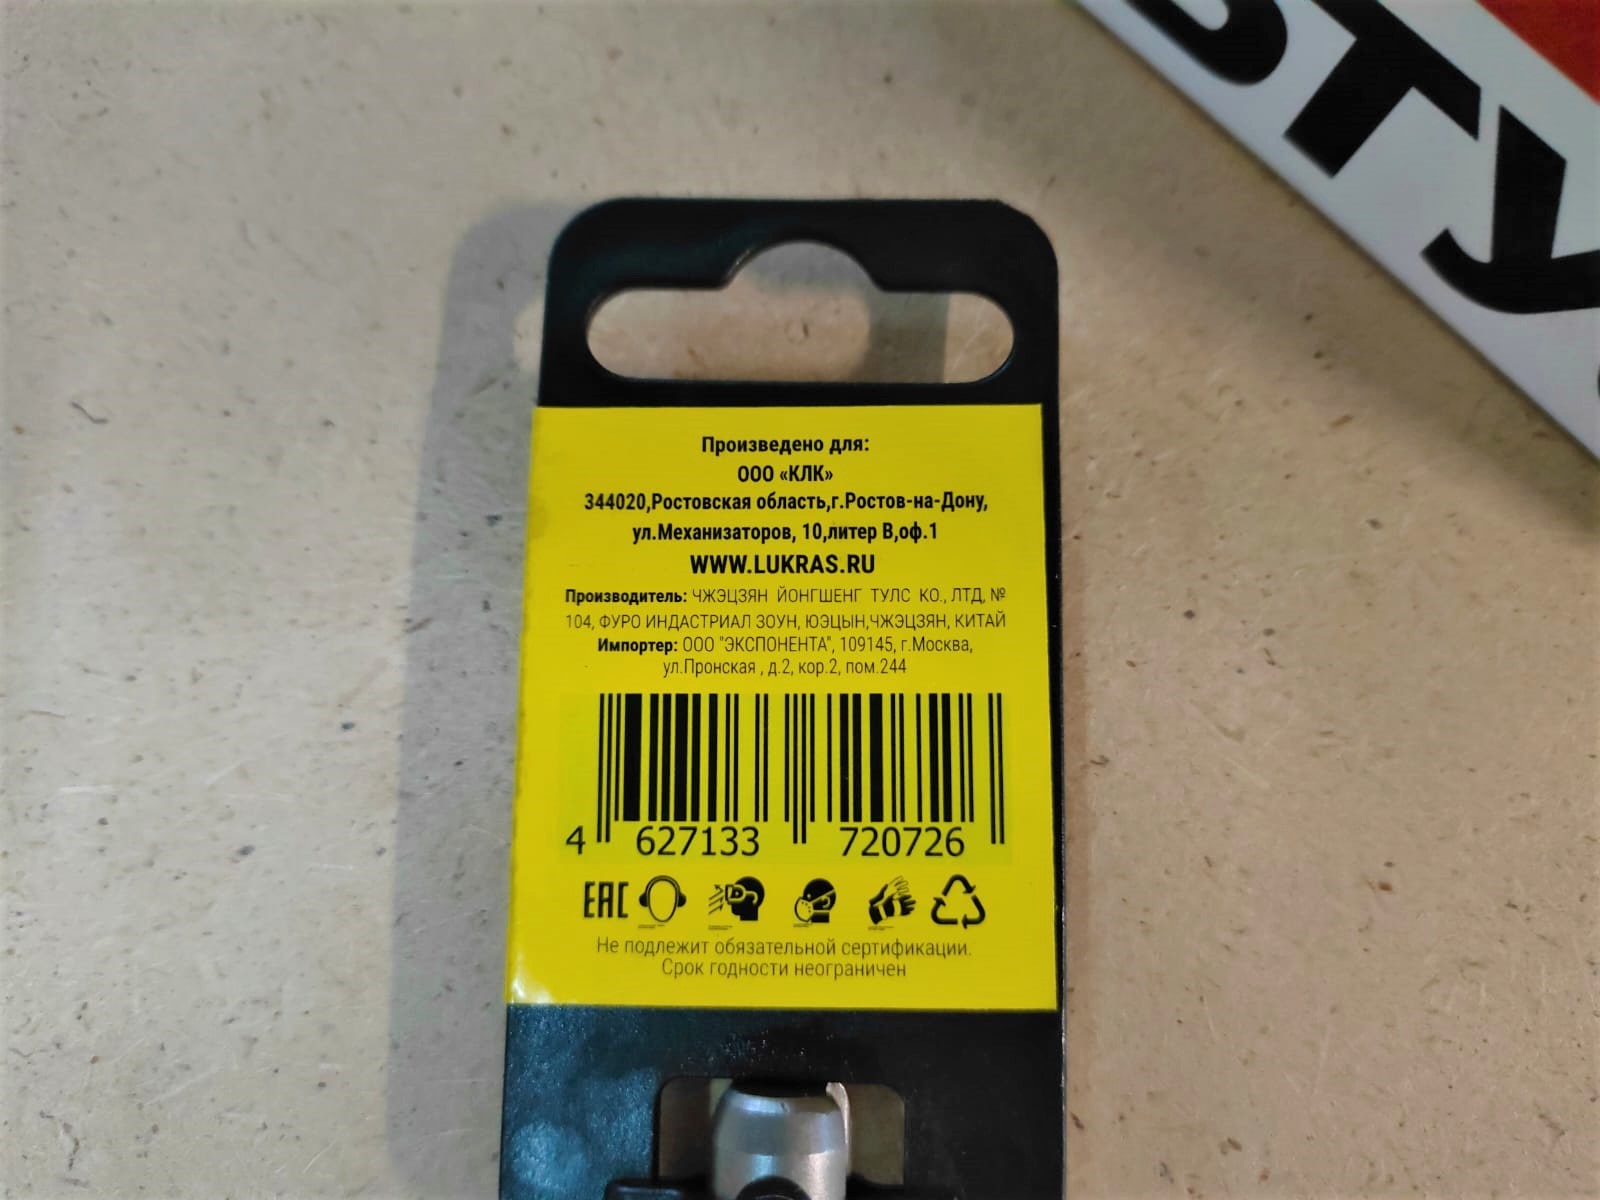 СТУ
Произведено для:
ООО «КЛК»
344020,Ростовская область,г.Ростов-на-Дону,
ул.Механизаторов, 10,литер В,оф.1
WWW.LUKRAS.RU
Производитель: ЧЖЭЦЗЯН ЙОНГШЕНГ ТУЛС КО., ЛТД, №
104, ФУРО ИНДАСТРИАЛ ЗОУН, ЮЭЦЫН,ЧЖЭЦЗЯН, КИТАЙ
Импортер: ООО "ЭКСПОНЕНТА", 109145, г.Москва,
ул.Пронская , д.2, кор.2, пом.244
4 627133 720726
EAC
Не подлежит обязательной сертификации.
Срок годности неограничен